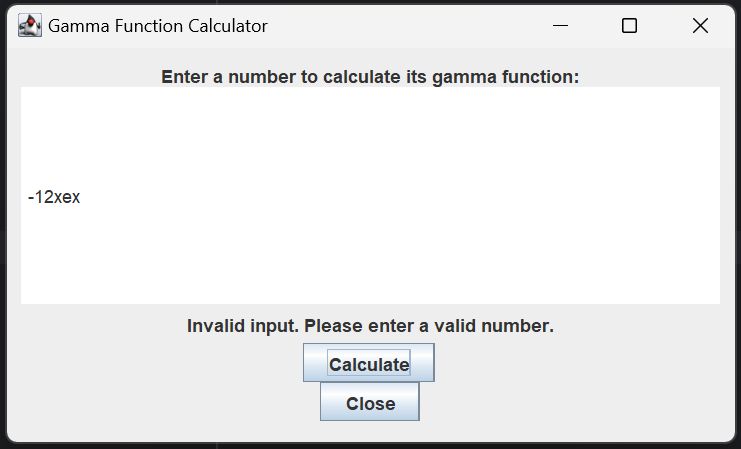 Gamma Function Calculator
Enter a number to calculate its gamma function:
-12xex
Invalid input. Please enter a valid number.
Calculate
Close